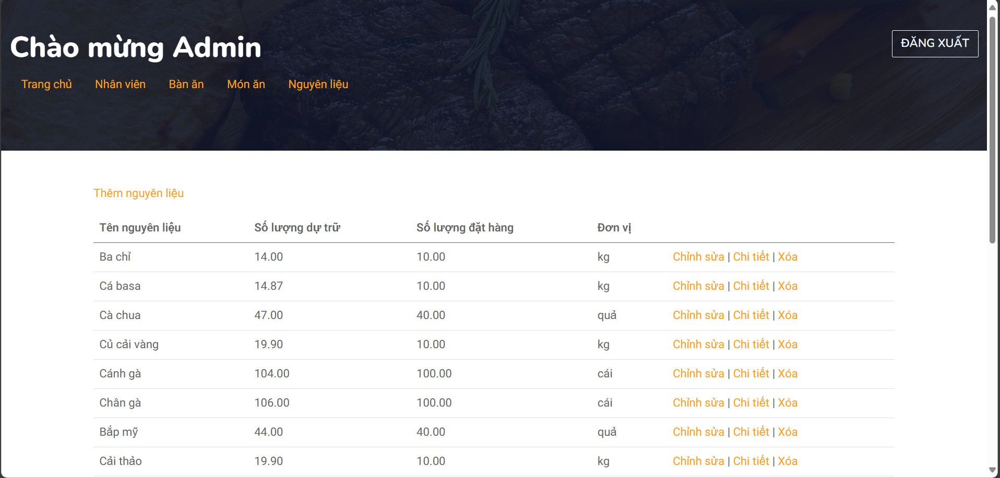 Chào mừng Admin
ĐĂNG XUẤT
Trang chủ Nhân viên Bàn ăn Món ăn Nguyên liệu
Thêm nguyên liệu
Tên nguyên liệu Số lượng dự trữ Số lượng đặt hàng Đơn vị
Ba chỉ 14.00 10.00 kg Chỉnh sửa | Chi tiết | Xóa
Cá basa 14.87 10.00 kg Chỉnh sửa | Chi tiết | Xóa
Cà chua 47.00 40.00 quả Chỉnh sửa | Chi tiết | Xóa
Củ cải vàng 19.90 10.00 kg Chỉnh sửa | Chi tiết | Xóa
Cánh gà 104.00 100.00 cái Chỉnh sửa | Chi tiết | Xóa
Chân gà 106.00 100.00 cái Chỉnh sửa | Chi tiết | Xóa
Bắp mỹ 44.00 40.00 quả Chỉnh sửa | Chi tiết | Xóa
Cải thảo 19.90 10.00 kg Chỉnh sửa | Chi tiết | Xóa